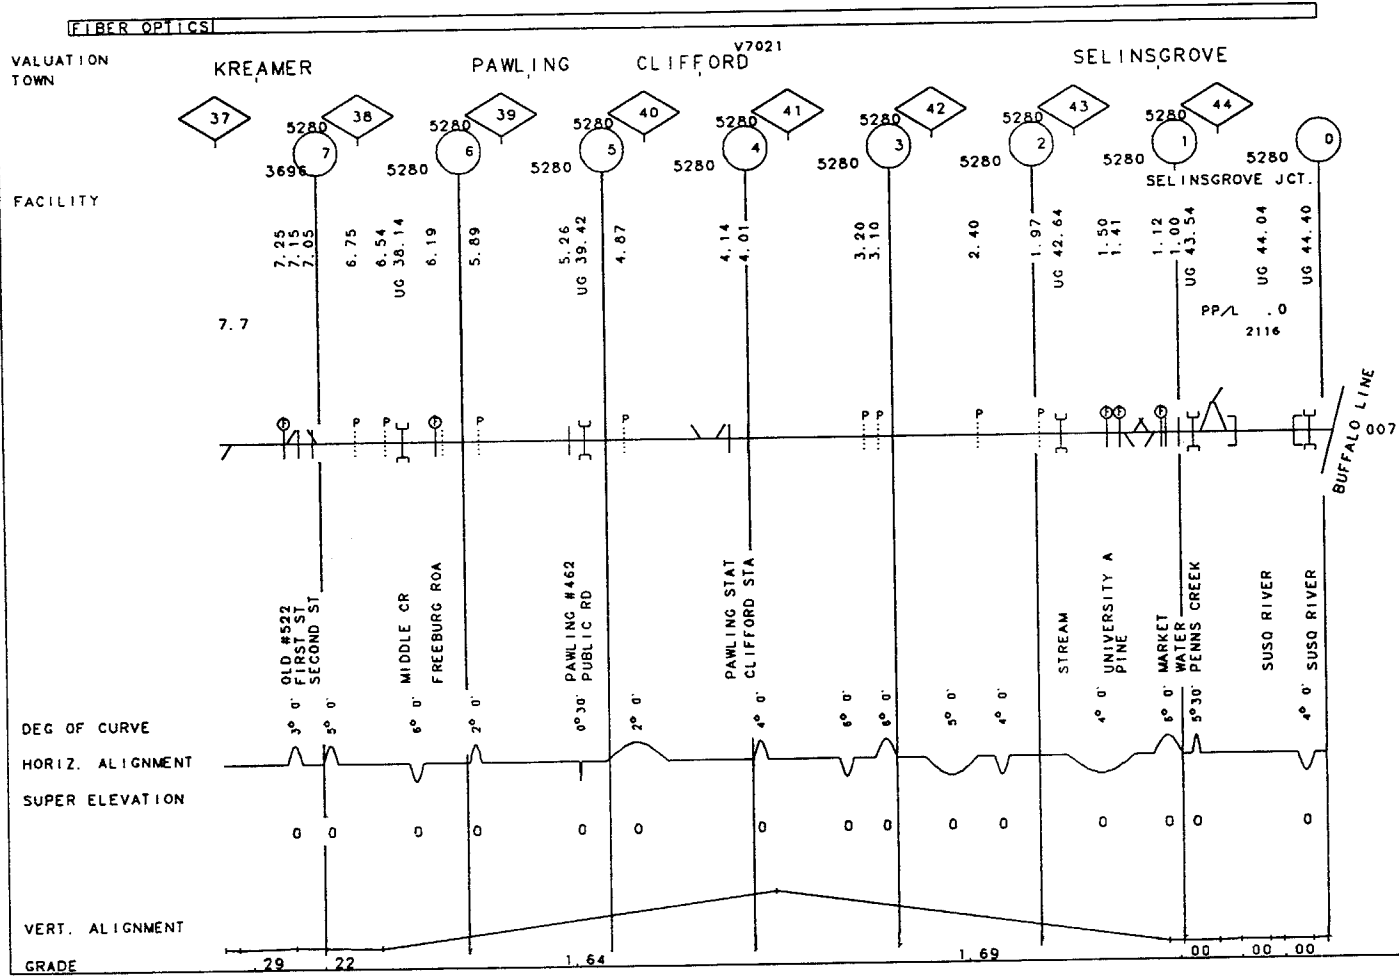 FIBER OPTICS
VALUATION V7021
TOWN KREAMER PAWLING CLIFFORD SELINSGROVE
37 38 39 40 41 42 43 44
5280 5280 5280 5280 5280 5280 5280
7 6 5 4 3 2 1 0
3696 5280 5280 5280 5280 5280 5280 5280
SELINSGROVE JCT.
FACILITY
7.25
7.15
7.05
6.75
6.54
UG 38.14
6.19
5.89
5.26
UG 39.42
4.87
4.14
4.01
3.20
3.10
2.40
1.97
UG 42.64
1.50
1.41
1.12
1.00
UG 43.54
UG 44.04
UG 44.40
7.7
PP/L .0
2116
F P P F P P P P P P F F F
BUFFALO LINE
007
OLD #522
FIRST ST
SECOND ST
MIDDLE CR
FREEBURG ROA
PAWLING #462
PUBLIC RD
PAWLING STAT
CLIFFORD STA
STREAM
UNIVERSITY A
PINE
MARKET
WATER
PENNS CREEK
SUSQ RIVER
SUSQ RIVER
DEG OF CURVE 3° 0' 5° 0' 6° 0' 2° 0' 0° 30' 2° 0' 4° 0' 6° 0' 6° 0' 5° 0' 4° 0' 4° 0' 6° 0' 5° 30' 4° 0'
HORIZ. ALIGNMENT
SUPER ELEVATION
0 0 0 0 0 0 0 0 0 0 0 0 0 0 0
VERT. ALIGNMENT
GRADE .29 .22 1.64 1.69 .00 .00 .00